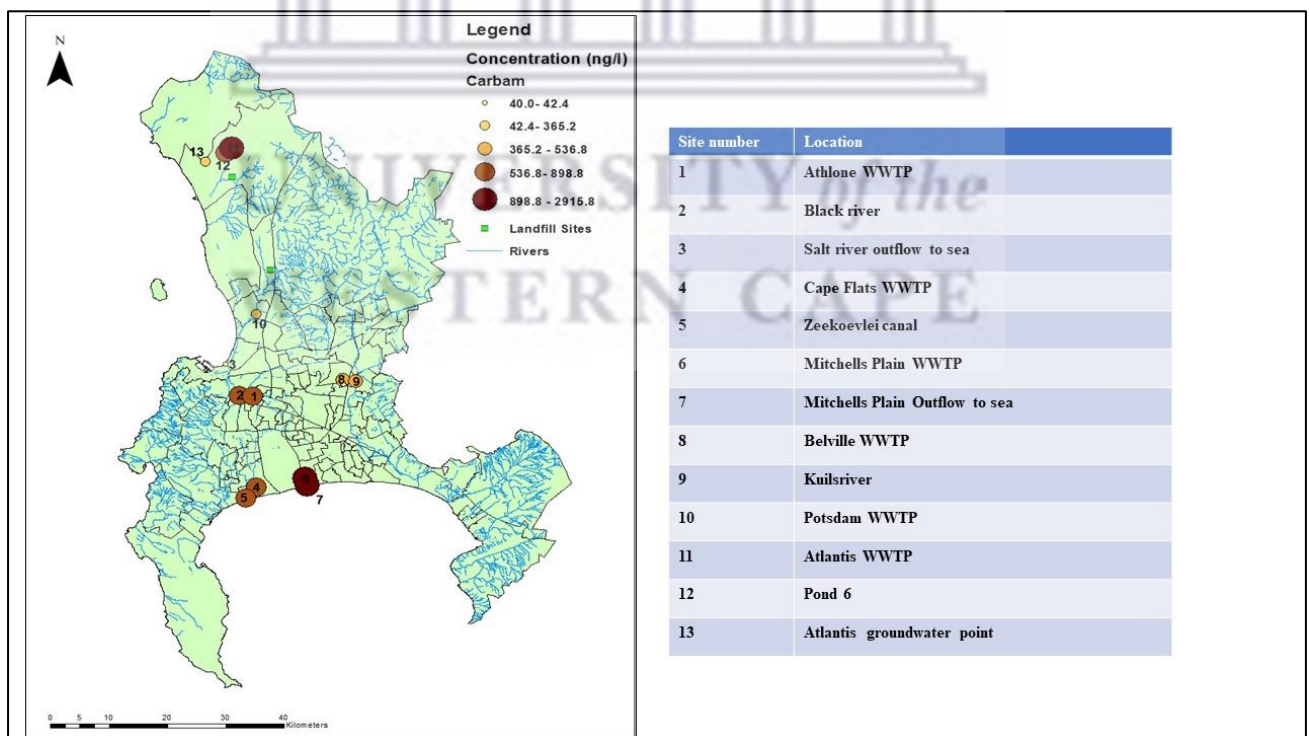 N
Legend
Concentration (ng/l)
Carbam
40.0- 42.4
42.4- 365.2
365.2 - 536.8
536.8- 898.8
898.8 - 2915.8
Landfill Sites
Rivers
13
11
12
10
3
8
9
2
1
6
4
5
7
0 5 10 20 30 40
Kilometers
UNIVERSITY of the
WESTERN CAPE
Site number Location
1 Athlone WWTP
2 Black river
3 Salt river outflow to sea
4 Cape Flats WWTP
5 Zeekoevlei canal
6 Mitchells Plain WWTP
7 Mitchells Plain Outflow to sea
8 Belville WWTP
9 Kuilsriver
10 Potsdam WWTP
11 Atlantis WWTP
12 Pond 6
13 Atlantis groundwater point